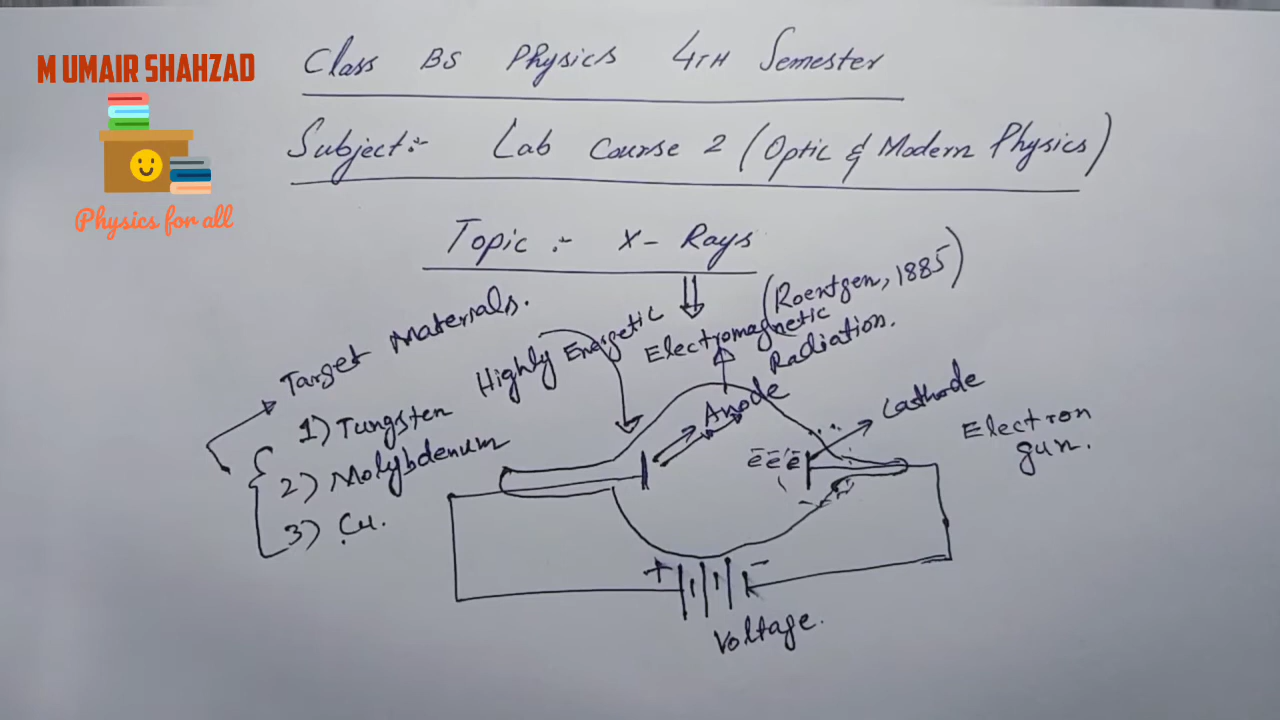 M UMAIR SHAHZAD
Physics for all
Class BS Physics 4TH Semester
Subject:- Lab Course 2 (Optic & Modern Physics)
Topic :- X-Rays
(Roentgen, 1885)
Highly Energetic Electromagnetic
Radiation.
Target Materials.
1) Tungsten
2) Molybdenum
3) Cu.
Anode
Cathode
Electron
gun.
ē ē ē
+ -
Voltage.